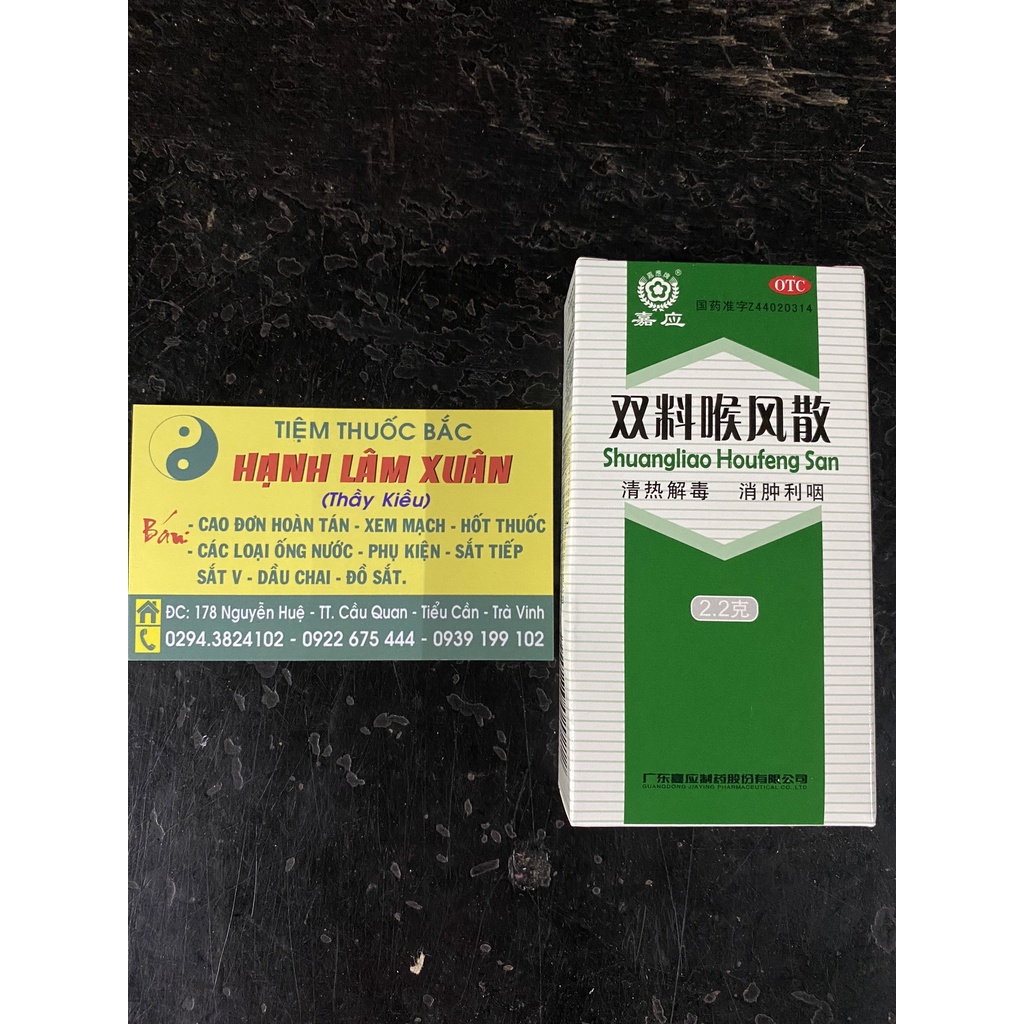 TIỆM THUỐC BẮC
HẠNH LÂM XUÂN
(Thầy Kiều)
Bán:
- CAO ĐƠN HOÀN TÁN - XEM MẠCH - HỐT THUỐC
- CÁC LOẠI ỐNG NƯỚC - PHỤ KIỆN - SẮT TIẾP
SẮT V - DẦU CHAI - ĐỒ SẮT.
ĐC: 178 Nguyễn Huệ - TT. Cầu Quan - Tiểu Cần - Trà Vinh
0294.3824102 - 0922 675 444 - 0939 199 102
OTC
国药准字Z44020314
嘉应
双料喉风散
Shuangliao Houfeng San
清热解毒 消肿利咽
2.2克
广东嘉应制药股份有限公司
GUANGDONG JIAYING PHARMACEUTICAL CO.,LTD